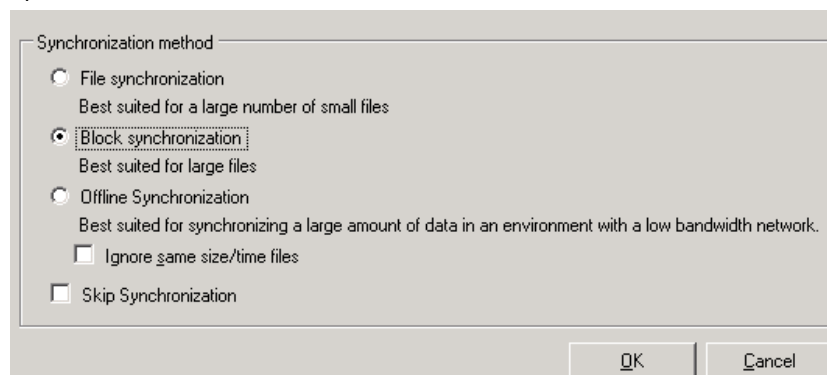 Synchronization method
File synchronization
Best suited for a large number of small files
Block synchronization
Best suited for large files
Offline Synchronization
Best suited for synchronizing a large amount of data in an environment with a low bandwidth network.
Ignore same size/time files
Skip Synchronization
OK Cancel